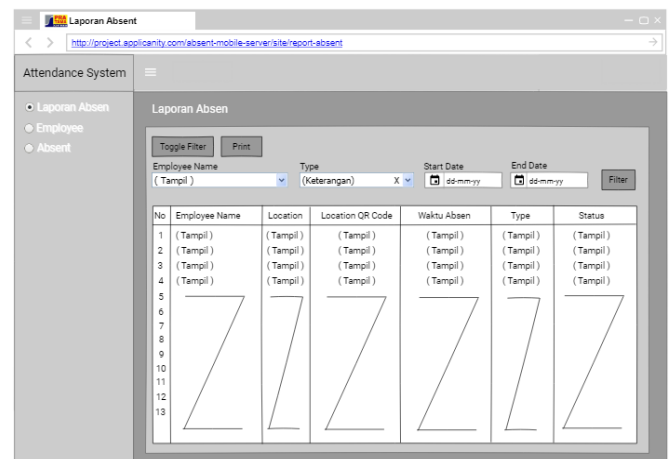 Laporan Absent
http://project.applicanity.com/absent-mobile-server/site/report-absent
Attendance System
Laporan Absen
Employee
Absent
Laporan Absen
Toggle Filter Print
Employee Name Type Start Date End Date
( Tampil ) (Keterangan) X dd-mm-yy dd-mm-yy Filter
No Employee Name Location Location QR Code Waktu Absen Type Status
1 ( Tampil ) ( Tampil ) ( Tampil ) ( Tampil ) ( Tampil ) ( Tampil )
2 ( Tampil ) ( Tampil ) ( Tampil ) ( Tampil ) ( Tampil ) ( Tampil )
3 ( Tampil ) ( Tampil ) ( Tampil ) ( Tampil ) ( Tampil ) ( Tampil )
4 ( Tampil ) ( Tampil ) ( Tampil ) ( Tampil ) ( Tampil ) ( Tampil )
5
6
7
8
9
10
11
12
13